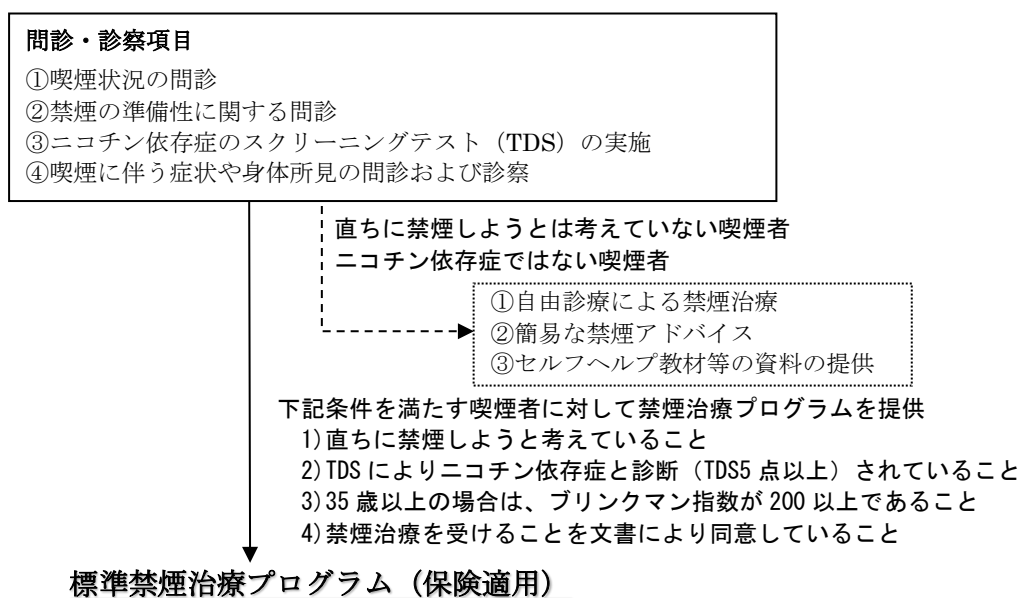 問診・診察項目
①喫煙状況の問診
②禁煙の準備性に関する問診
③ニコチン依存症のスクリーニングテスト（TDS）の実施
④喫煙に伴う症状や身体所見の問診および診察
直ちに禁煙しようとは考えていない喫煙者
ニコチン依存症ではない喫煙者
①自由診療による禁煙治療
②簡易な禁煙アドバイス
③セルフヘルプ教材等の資料の提供
下記条件を満たす喫煙者に対して禁煙治療プログラムを提供
1)直ちに禁煙しようと考えていること
2)TDS によりニコチン依存症と診断（TDS5 点以上）されていること
3)35 歳以上の場合は、ブリンクマン指数が 200 以上であること
4)禁煙治療を受けることを文書により同意していること
標準禁煙治療プログラム（保険適用）